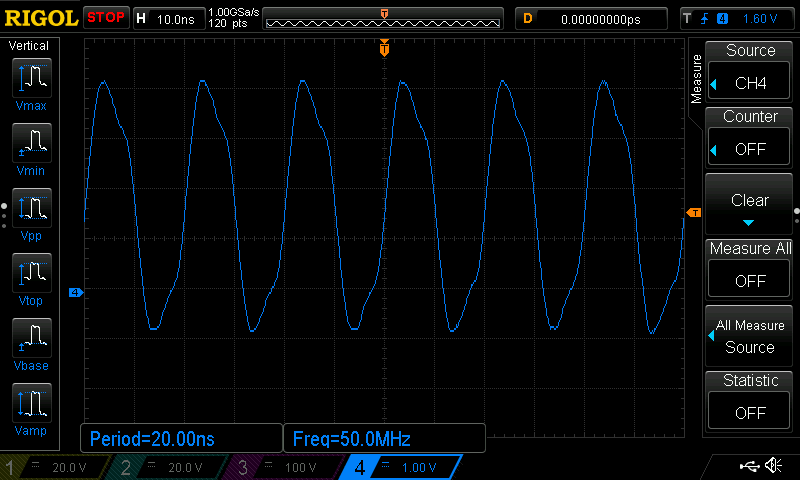 RIGOL STOP H 10.0ns 1.00GSa/s 120 pts T D 0.00000000ps T 4 1.60 V
Vertical
Vmax
Vmin
Vpp
Vtop
Vbase
Vamp
T
4
T
Period=20.00ns Freq=50.0MHz
Measure
Source
CH4
Counter
OFF
Clear
Measure All
OFF
All Measure
Source
Statistic
OFF
1 20.0 V 2 20.0 V 3 100 V 4 1.00 V